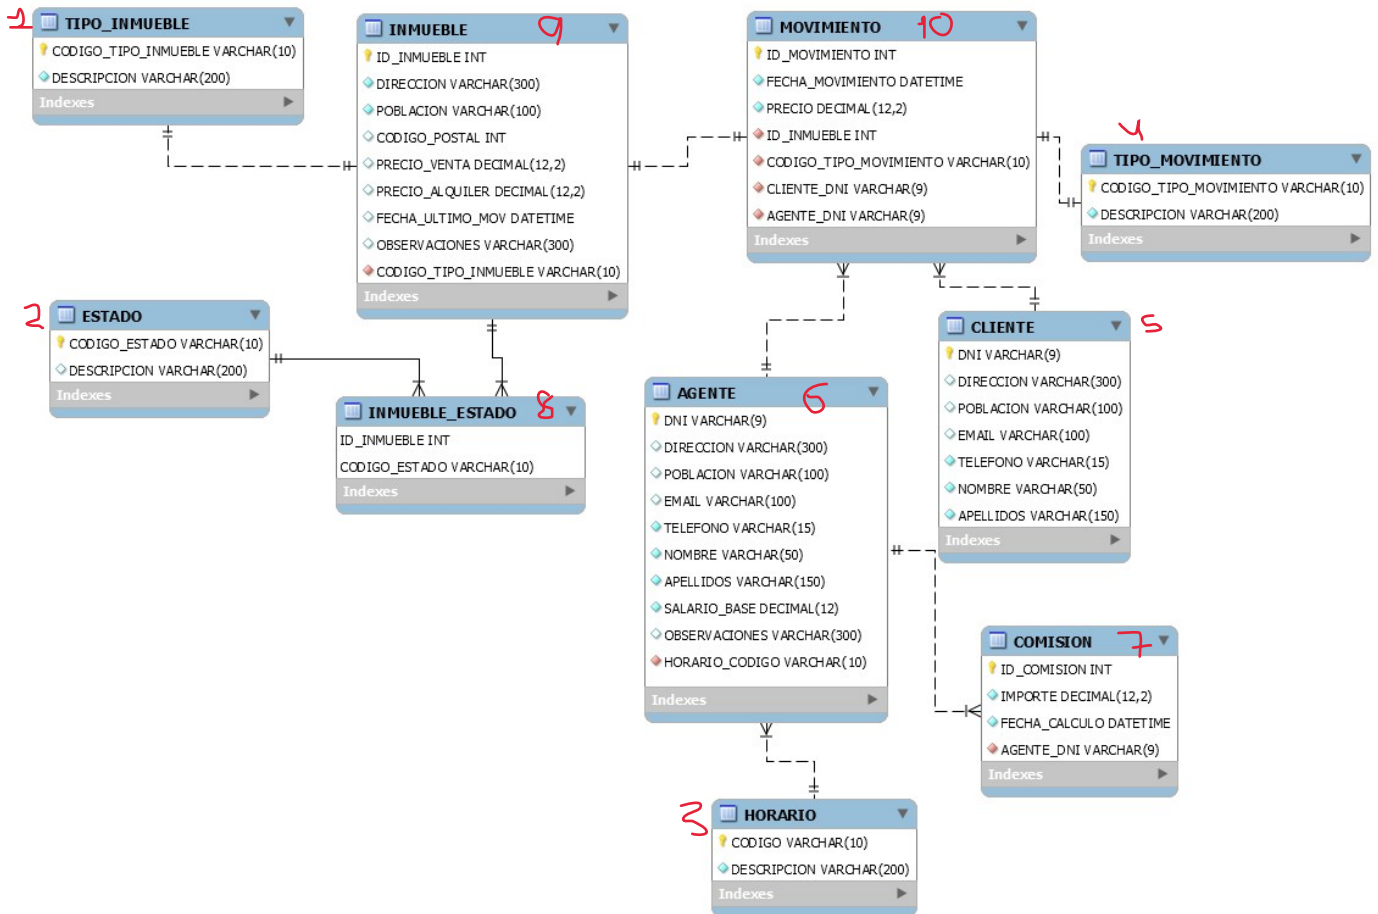 1 TIPO_INMUEBLE
CODIGO_TIPO_INMUEBLE VARCHAR(10)
DESCRIPCION VARCHAR(200)
Indexes
INMUEBLE 9
ID_INMUEBLE INT
DIRECCION VARCHAR(300)
POBLACION VARCHAR(100)
CODIGO_POSTAL INT
PRECIO_VENTA DECIMAL(12,2)
PRECIO_ALQUILER DECIMAL(12,2)
FECHA_ULTIMO_MOV DATETIME
OBSERVACIONES VARCHAR(300)
CODIGO_TIPO_INMUEBLE VARCHAR(10)
Indexes
MOVIMIENTO 10
ID_MOVIMIENTO INT
FECHA_MOVIMIENTO DATETIME
PRECIO DECIMAL(12,2)
ID_INMUEBLE INT
CODIGO_TIPO_MOVIMIENTO VARCHAR(10)
CLIENTE_DNI VARCHAR(9)
AGENTE_DNI VARCHAR(9)
Indexes
4
TIPO_MOVIMIENTO
CODIGO_TIPO_MOVIMIENTO VARCHAR(10)
DESCRIPCION VARCHAR(200)
Indexes
2 ESTADO
CODIGO_ESTADO VARCHAR(10)
DESCRIPCION VARCHAR(200)
Indexes
INMUEBLE_ESTADO 8
ID_INMUEBLE INT
CODIGO_ESTADO VARCHAR(10)
Indexes
CLIENTE 5
DNI VARCHAR(9)
DIRECCION VARCHAR(300)
POBLACION VARCHAR(100)
EMAIL VARCHAR(100)
TELEFONO VARCHAR(15)
NOMBRE VARCHAR(50)
APELLIDOS VARCHAR(150)
Indexes
AGENTE 6
DNI VARCHAR(9)
DIRECCION VARCHAR(300)
POBLACION VARCHAR(100)
EMAIL VARCHAR(100)
TELEFONO VARCHAR(15)
NOMBRE VARCHAR(50)
APELLIDOS VARCHAR(150)
SALARIO_BASE DECIMAL(12)
OBSERVACIONES VARCHAR(300)
HORARIO_CODIGO VARCHAR(10)
Indexes
COMISION 7
ID_COMISION INT
IMPORTE DECIMAL(12,2)
FECHA_CALCULO DATETIME
AGENTE_DNI VARCHAR(9)
Indexes
3 HORARIO
CODIGO VARCHAR(10)
DESCRIPCION VARCHAR(200)
Indexes